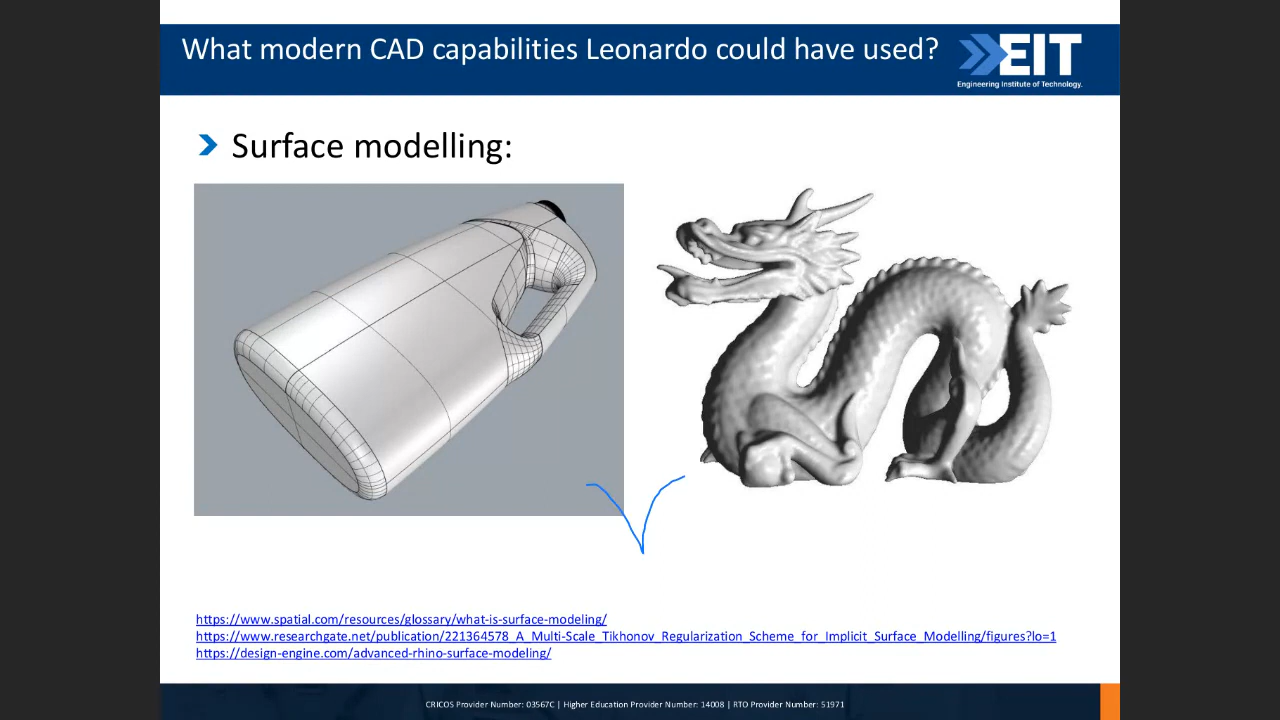 What modern CAD capabilities Leonardo could have used?
EIT
Engineering Institute of Technology.
Surface modelling:
https://www.spatial.com/resources/glossary/what-is-surface-modeling/
https://www.researchgate.net/publication/221364578_A_Multi-Scale_Tikhonov_Regularization_Scheme_for_Implicit_Surface_Modelling/figures?lo=1
https://design-engine.com/advanced-rhino-surface-modeling/
CRICOS Provider Number: 03567C | Higher Education Provider Number: 14008 | RTO Provider Number: 51971